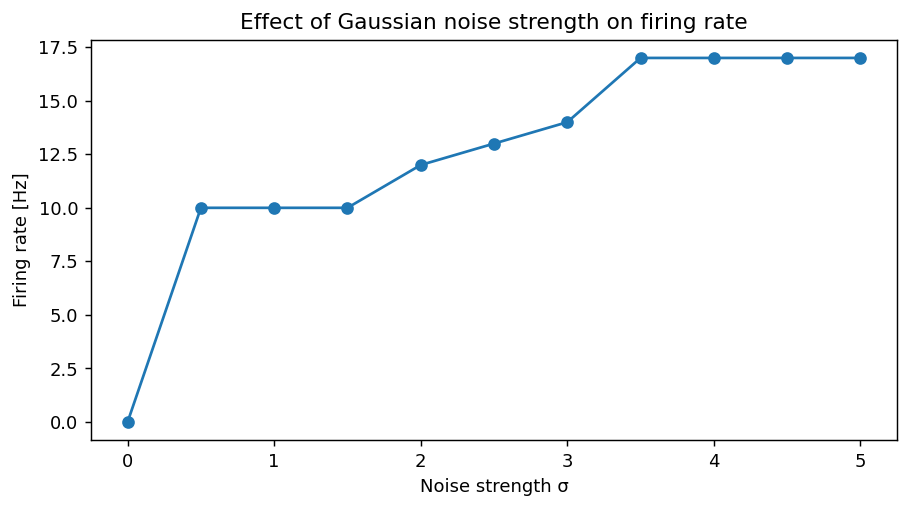 Effect of Gaussian noise strength on firing rate
17.5
15.0
12.5
10.0
7.5
5.0
2.5
0.0
Firing rate [Hz]
0 1 2 3 4 5
Noise strength σ